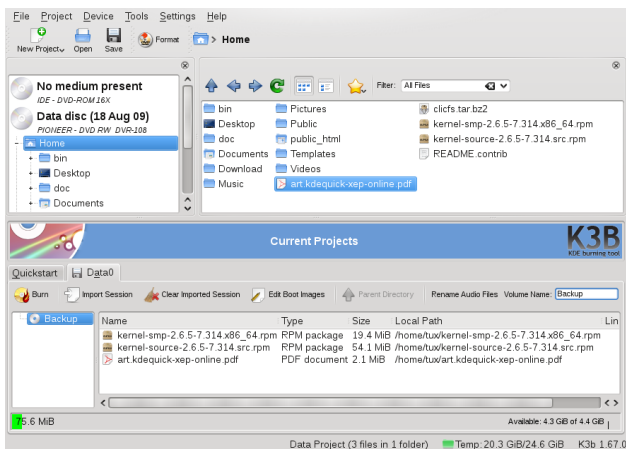 File Project Device Tools Settings Help
New Project Open Save Format > Home
No medium present
IDE - DVD-ROM 16X
Data disc (18 Aug 09)
PIONEER - DVD RW DVR-108
Home
bin
Desktop
doc
Documents
Filter: All Files
bin Pictures clicfs.tar.bz2
Desktop Public kernel-smp-2.6.5-7.314.x86_64.rpm
doc public_html kernel-source-2.6.5-7.314.src.rpm
Documents Templates README.contrib
Download Videos
Music art.kdequick-xep-online.pdf
Current Projects
K3B
KDE burning tool
Quickstart Data0
Burn Import Session Clear Imported Session Edit Boot Images Parent Directory Rename Audio Files Volume Name: Backup
Backup
Name Type Size Local Path Lin
kernel-smp-2.6.5-7.314.x86_64.rpm RPM package 19.4 MiB /home/tux/kernel-smp-2.6.5-7.314.x86_64.rpm
kernel-source-2.6.5-7.314.src.rpm RPM package 54.1 MiB /home/tux/kernel-source-2.6.5-7.314.src.rpm
art.kdequick-xep-online.pdf PDF document 2.1 MiB /home/tux/art.kdequick-xep-online.pdf
75.6 MiB Available: 4.3 GiB of 4.4 GiB
Data Project (3 files in 1 folder) Temp: 20.3 GiB/24.6 GiB K3b 1.67.0